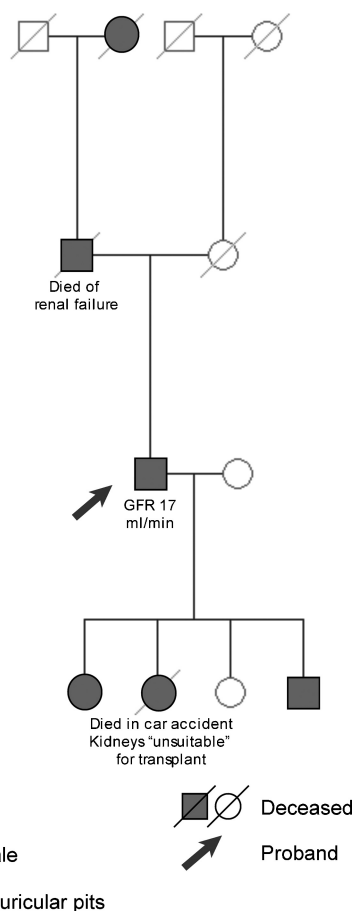 Died of
renal failure
GFR 17
ml/min
Died in car accident
Kidneys “unsuitable”
for transplant
Deceased
Proband
pits